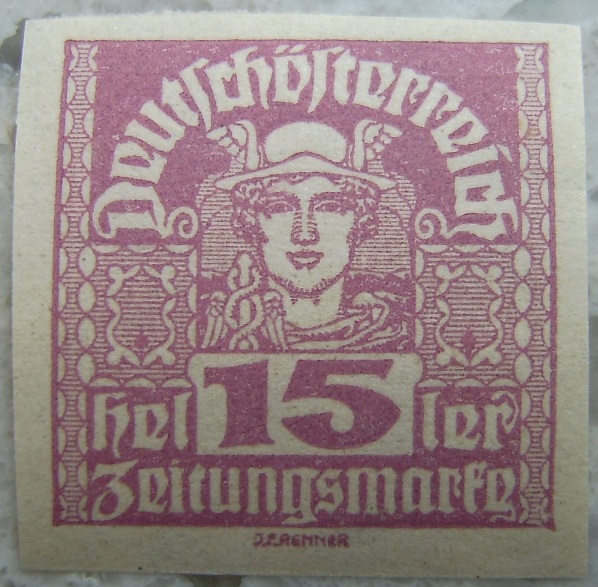 Deutschösterreich
hel 15 ler
Zeitungsmarke
J.F.RENNER